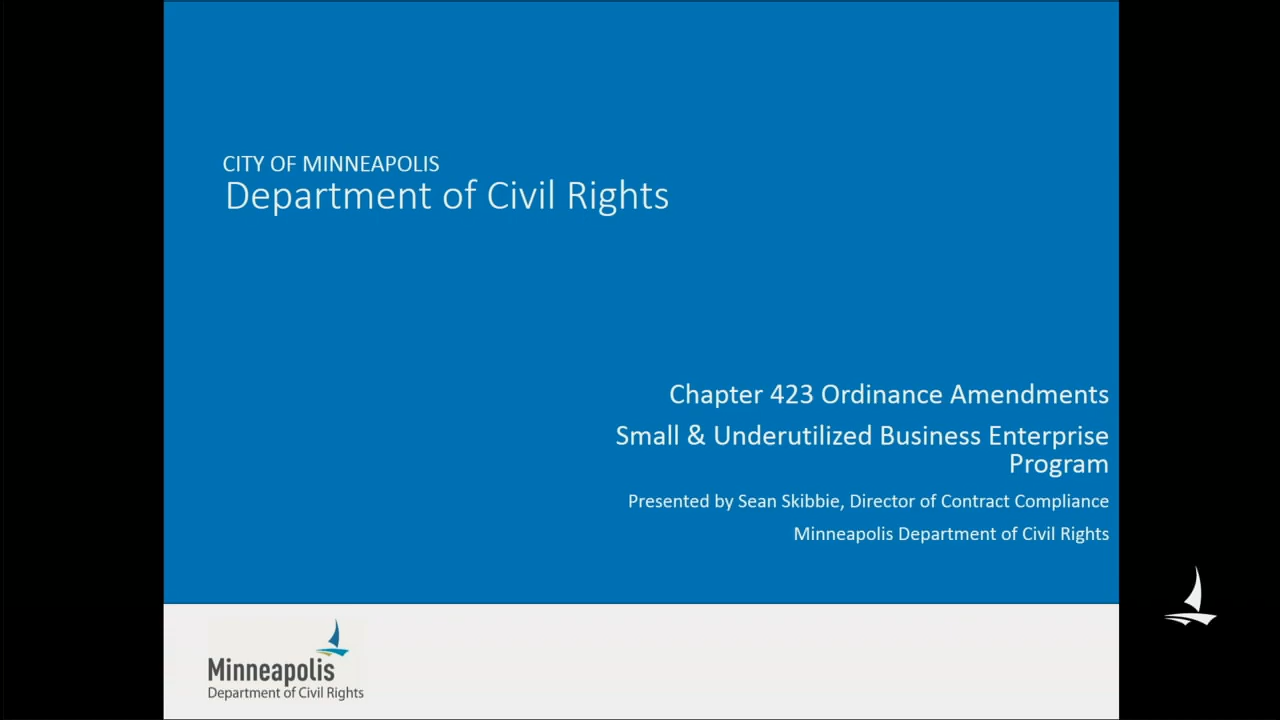 CITY OF MINNEAPOLIS
Department of Civil Rights
Chapter 423 Ordinance Amendments
Small & Underutilized Business Enterprise
Program
Presented by Sean Skibbie, Director of Contract Compliance
Minneapolis Department of Civil Rights
Minneapolis
Department of Civil Rights